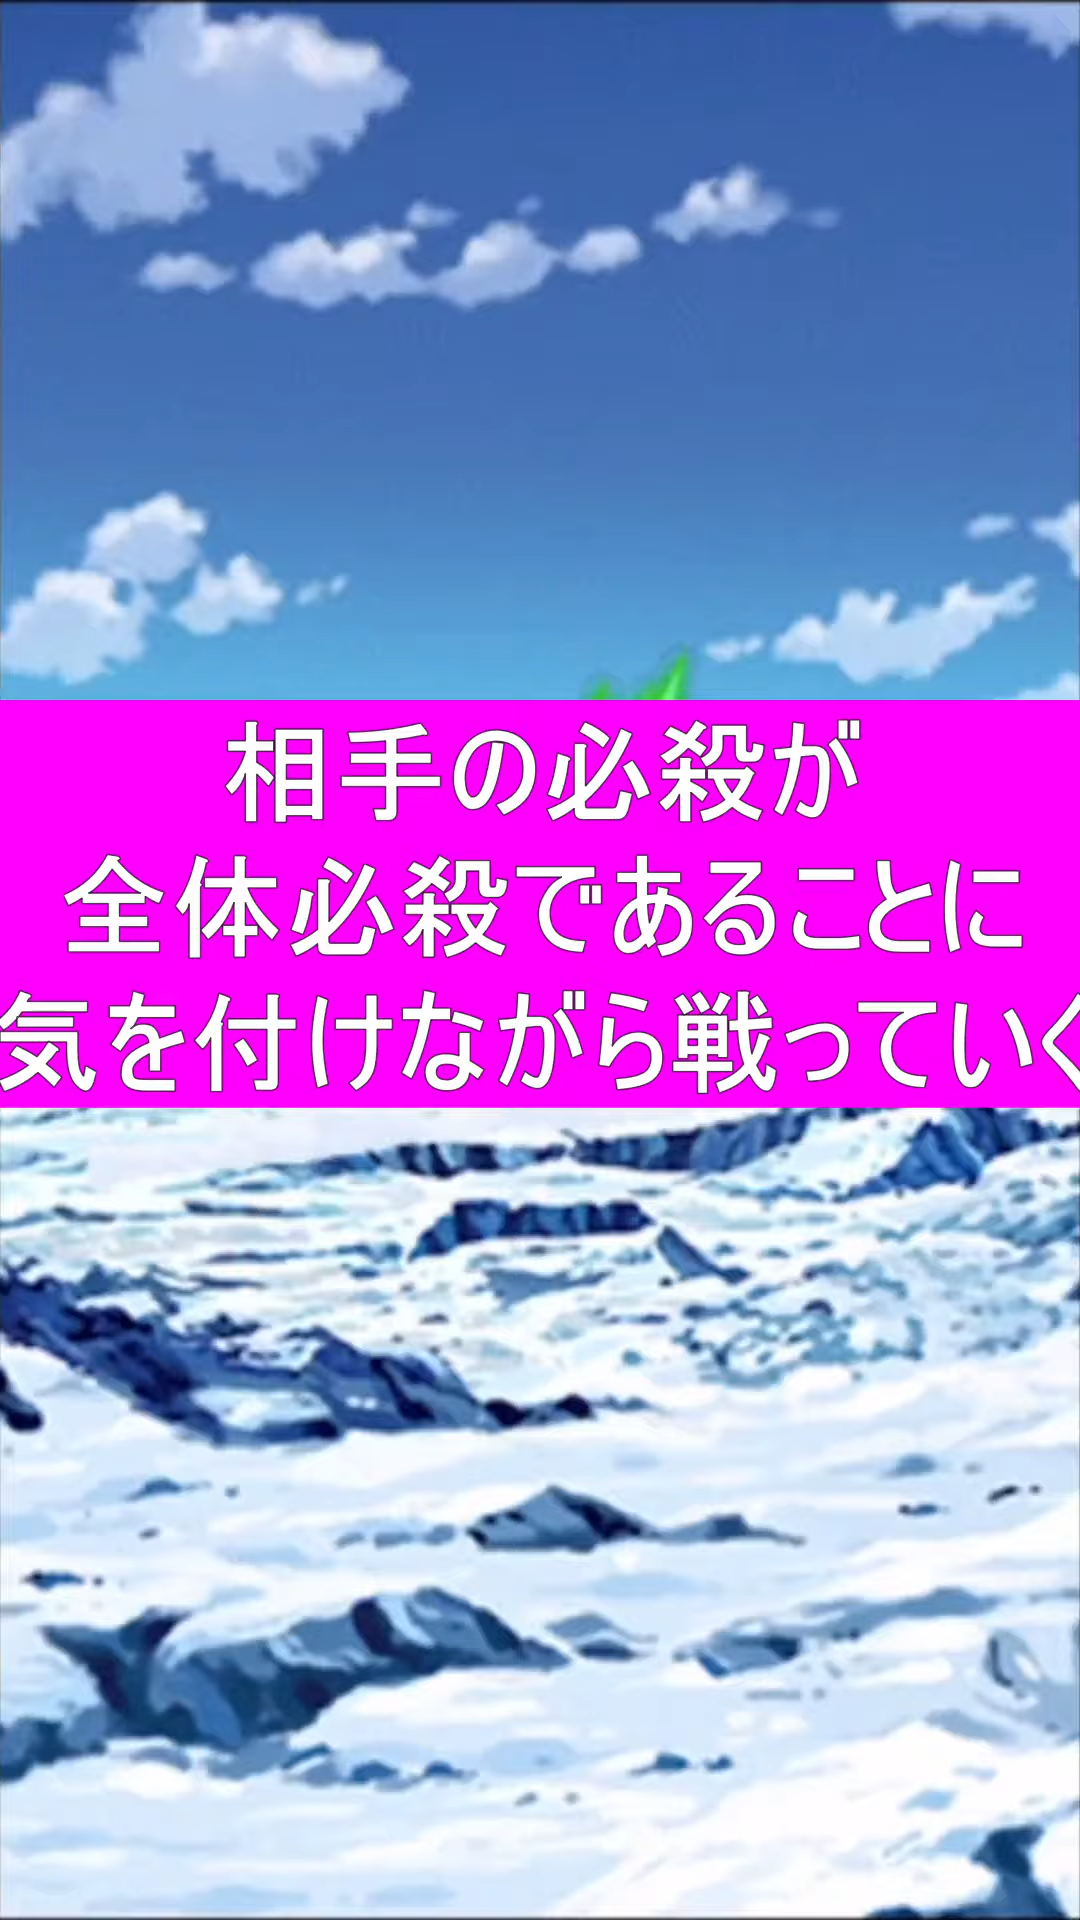 相手の必殺が
全体必殺であることに
気を付けながら戦っていく